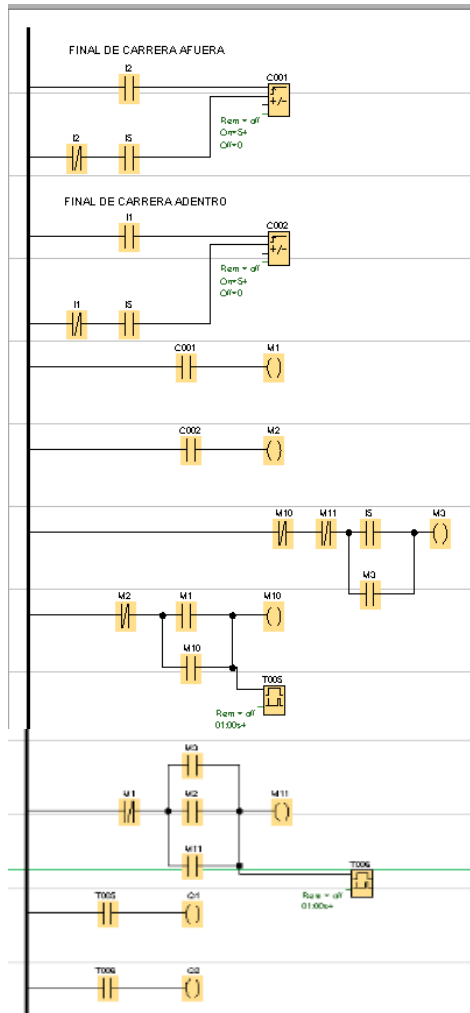 FINAL DE CARRERA AFUERA
I2
C001
+/-
Rem = off
On=5+
Off=0
I2 I5
FINAL DE CARRERA ADENTRO
I1
C002
+/-
Rem = off
On=5+
Off=0
I1 I5
C001 M1
C002 M2
M10 M11 I5 M3
M3
M2 M1 M10
M10
T005
Rem = off
01:00s+
M3
M1 M2 M11
M11
T006
Rem = off
01:00s+
T005 Q1
T006 Q2